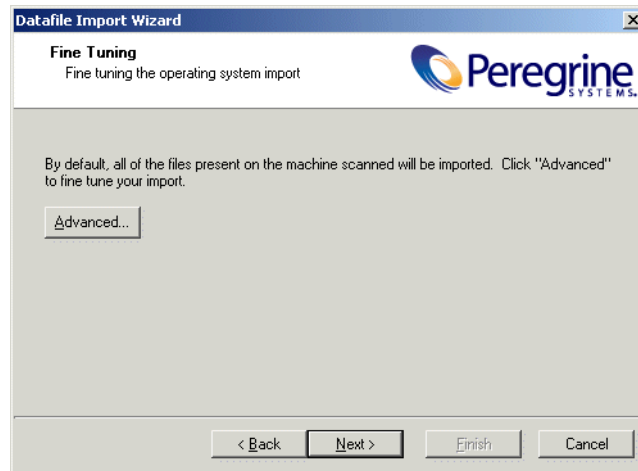 Datafile Import Wizard
Fine Tuning
Fine tuning the operating system import
Peregrine
SYSTEMS.
By default, all of the files present on the machine scanned will be imported. Click "Advanced"
to fine tune your import.
Advanced...
< Back
Next >
Finish
Cancel